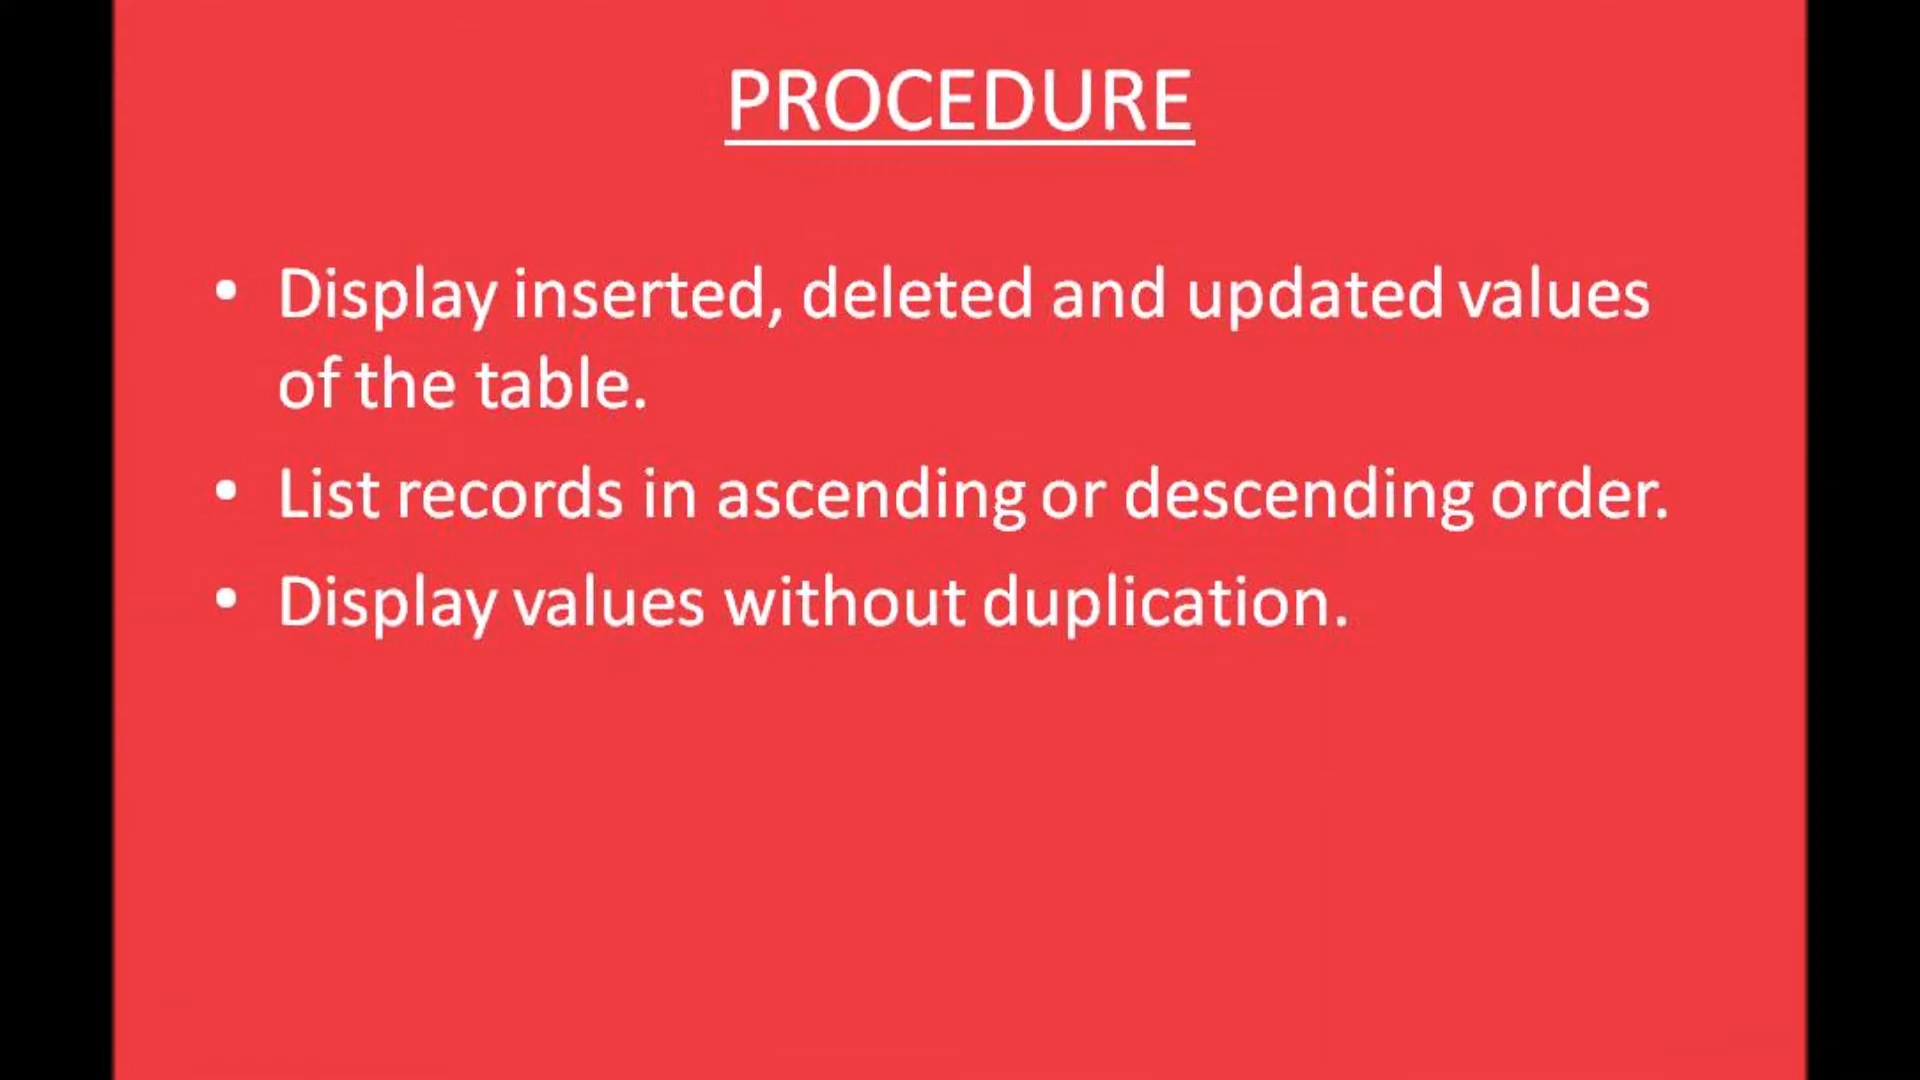 PROCEDURE
• Display inserted, deleted and updated values
of the table.
• List records in ascending or descending order.
• Display values without duplication.